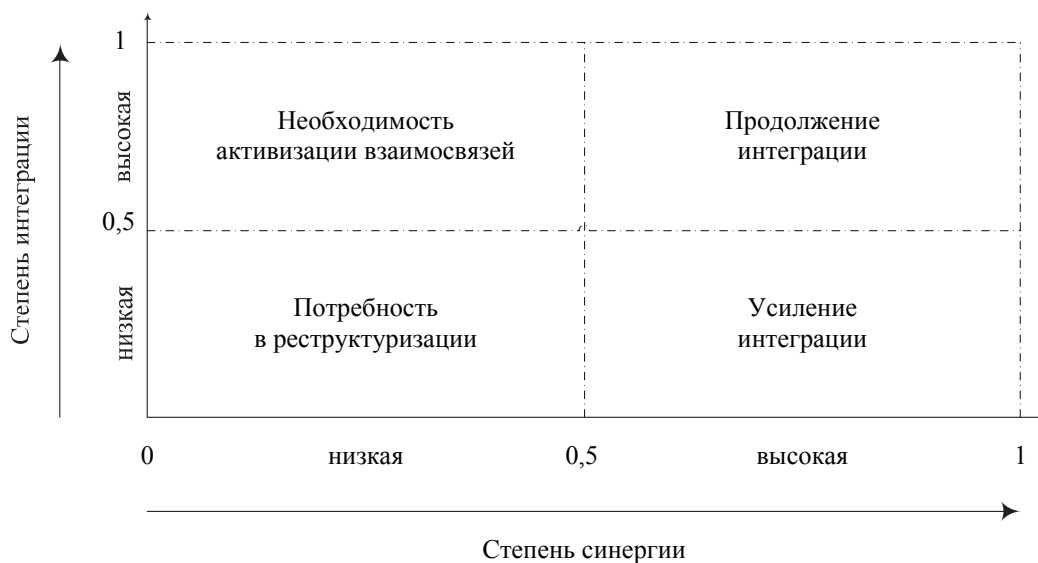 1
Необходимость
активизации взаимосвязей
Продолжение
интеграции
высокая
Степень интеграции
0,5
Потребность
в реструктуризации
Усиление
интеграции
низкая
0
низкая
0,5
высокая
1
Степень синергии